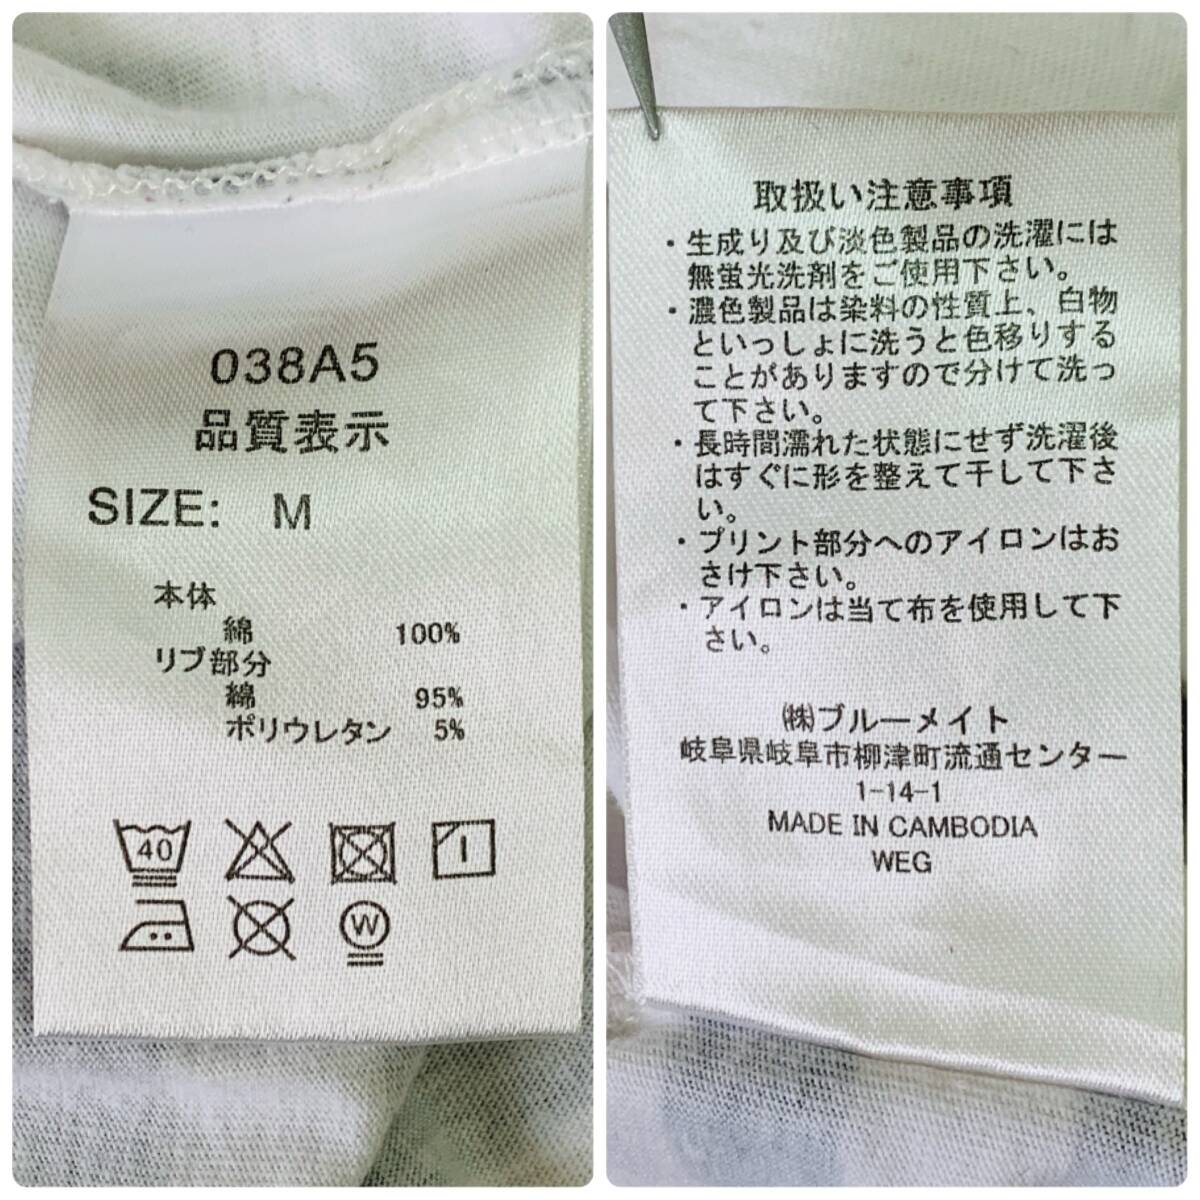 038A5
品質表示
SIZE: M
本体
綿 100%
リブ部分
綿 95%
ポリウレタン 5%
40
W
取扱い注意事項
・生成り及び淡色製品の洗濯には
無蛍光洗剤をご使用下さい。
・濃色製品は染料の性質上、白物
といっしょに洗うと色移りする
ことがありますので分けて洗っ
て下さい。
・長時間濡れた状態にせず洗濯後
はすぐに形を整えて干して下さ
い。
・プリント部分へのアイロンはお
さけ下さい。
・アイロンは当て布を使用して下
さい。
㈱ブルーメイト
岐阜県岐阜市柳津町流通センター
1-14-1
MADE IN CAMBODIA
WEG